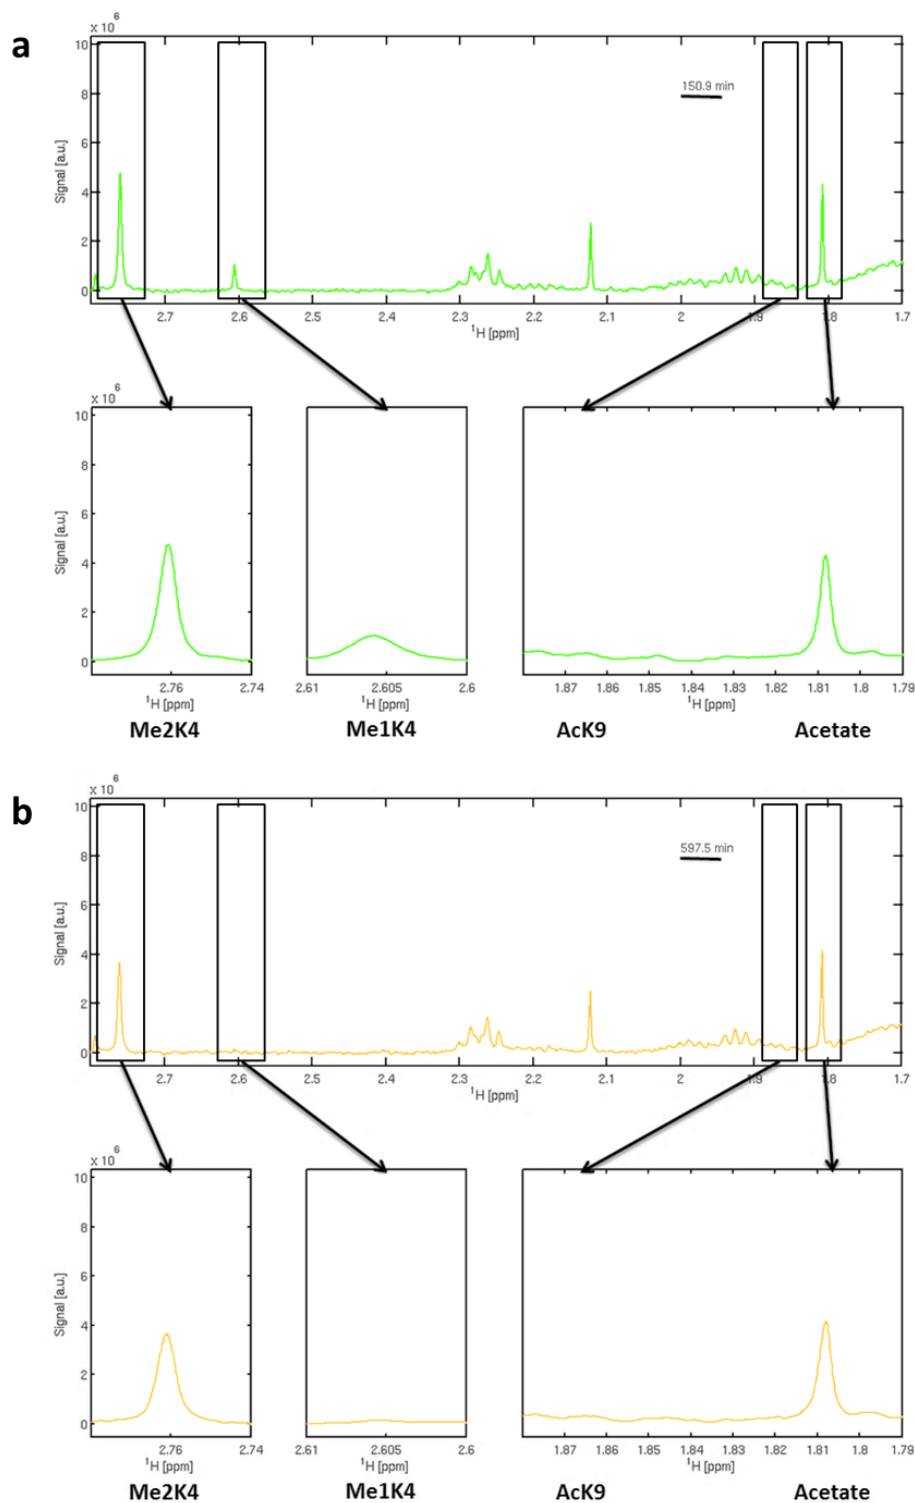 a
x 10^6
10
8
6
4
2
0
Signal [a.u.]
150.9 min
2.7 2.6 2.5 2.4 2.3 2.2 2.1 2 1.9 1.8 1.7
^1H [ppm]
x 10^6
10
8
6
4
2
0
Signal [a.u.]
2.76 2.74 2.61 2.605 2.6 1.87 1.86 1.85 1.84 1.83 1.82 1.81 1.8 1.79
^1H [ppm] ^1H [ppm] ^1H [ppm]
Me2K4 Me1K4 AcK9 Acetate
b
x 10^6
10
8
6
4
2
0
Signal [a.u.]
597.5 min
2.7 2.6 2.5 2.4 2.3 2.2 2.1 2 1.9 1.8 1.7
^1H [ppm]
x 10^6
10
8
6
4
2
0
Signal [a.u.]
2.76 2.74 2.61 2.605 2.6 1.87 1.86 1.85 1.84 1.83 1.82 1.81 1.8 1.79
^1H [ppm] ^1H [ppm] ^1H [ppm]
Me2K4 Me1K4 AcK9 Acetate